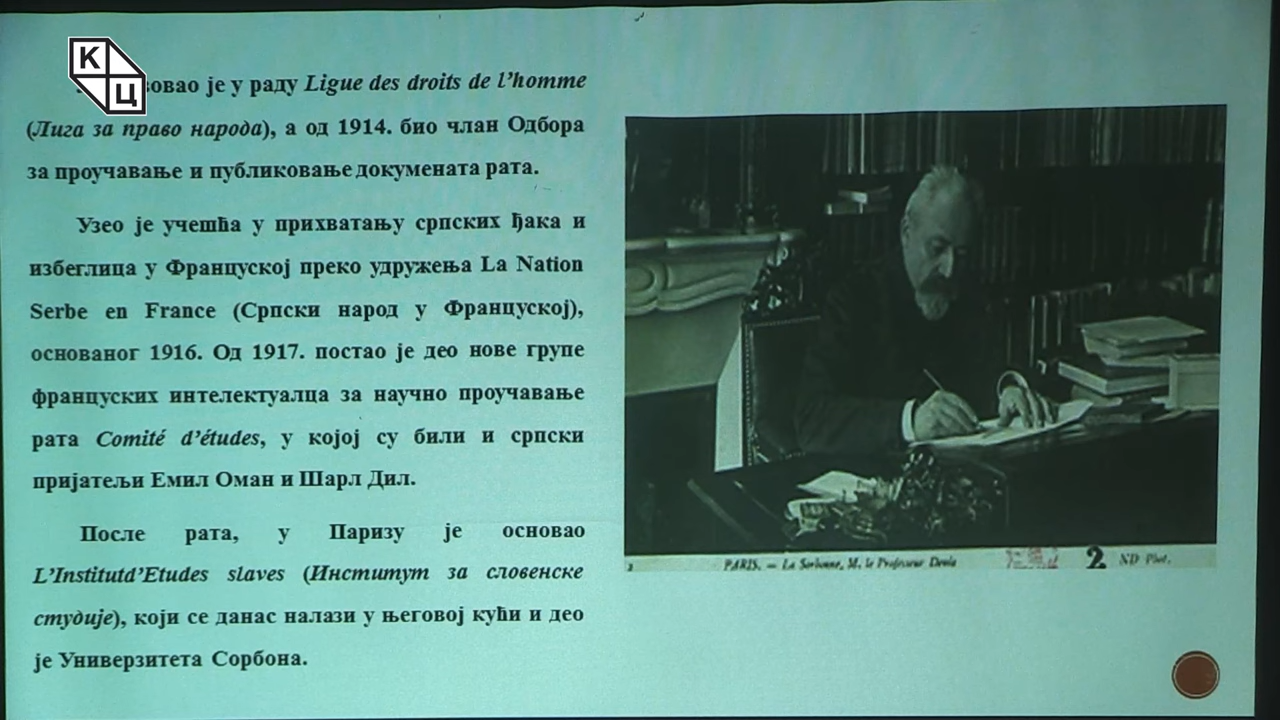 К
Ц
је у раду Ligue des droits de l’homme
(Лига за право народа), а од 1914. био члан Одбора
за проучавање и публиковање докумената рата.
Узео је учешћа у прихватању српских ђака и
избеглица у Француској преко удружења La Nation
Serbe en France (Српски народ у Француској),
основаног 1916. Од 1917. постао је део нове групе
француских интелектуалца за научно проучавање
рата Comité d’études, у којој су били и српски
пријатељи Емил Оман и Шарл Дил.
После рата, у Паризу је основао
L’Institutd’Etudes slaves (Институт за словенске
студије), који се данас налази у његовој кући и део
је Универзитета Сорбона.
PARIS. — La Sorbonne, M. le Professeur Denis
2 ND Phot.